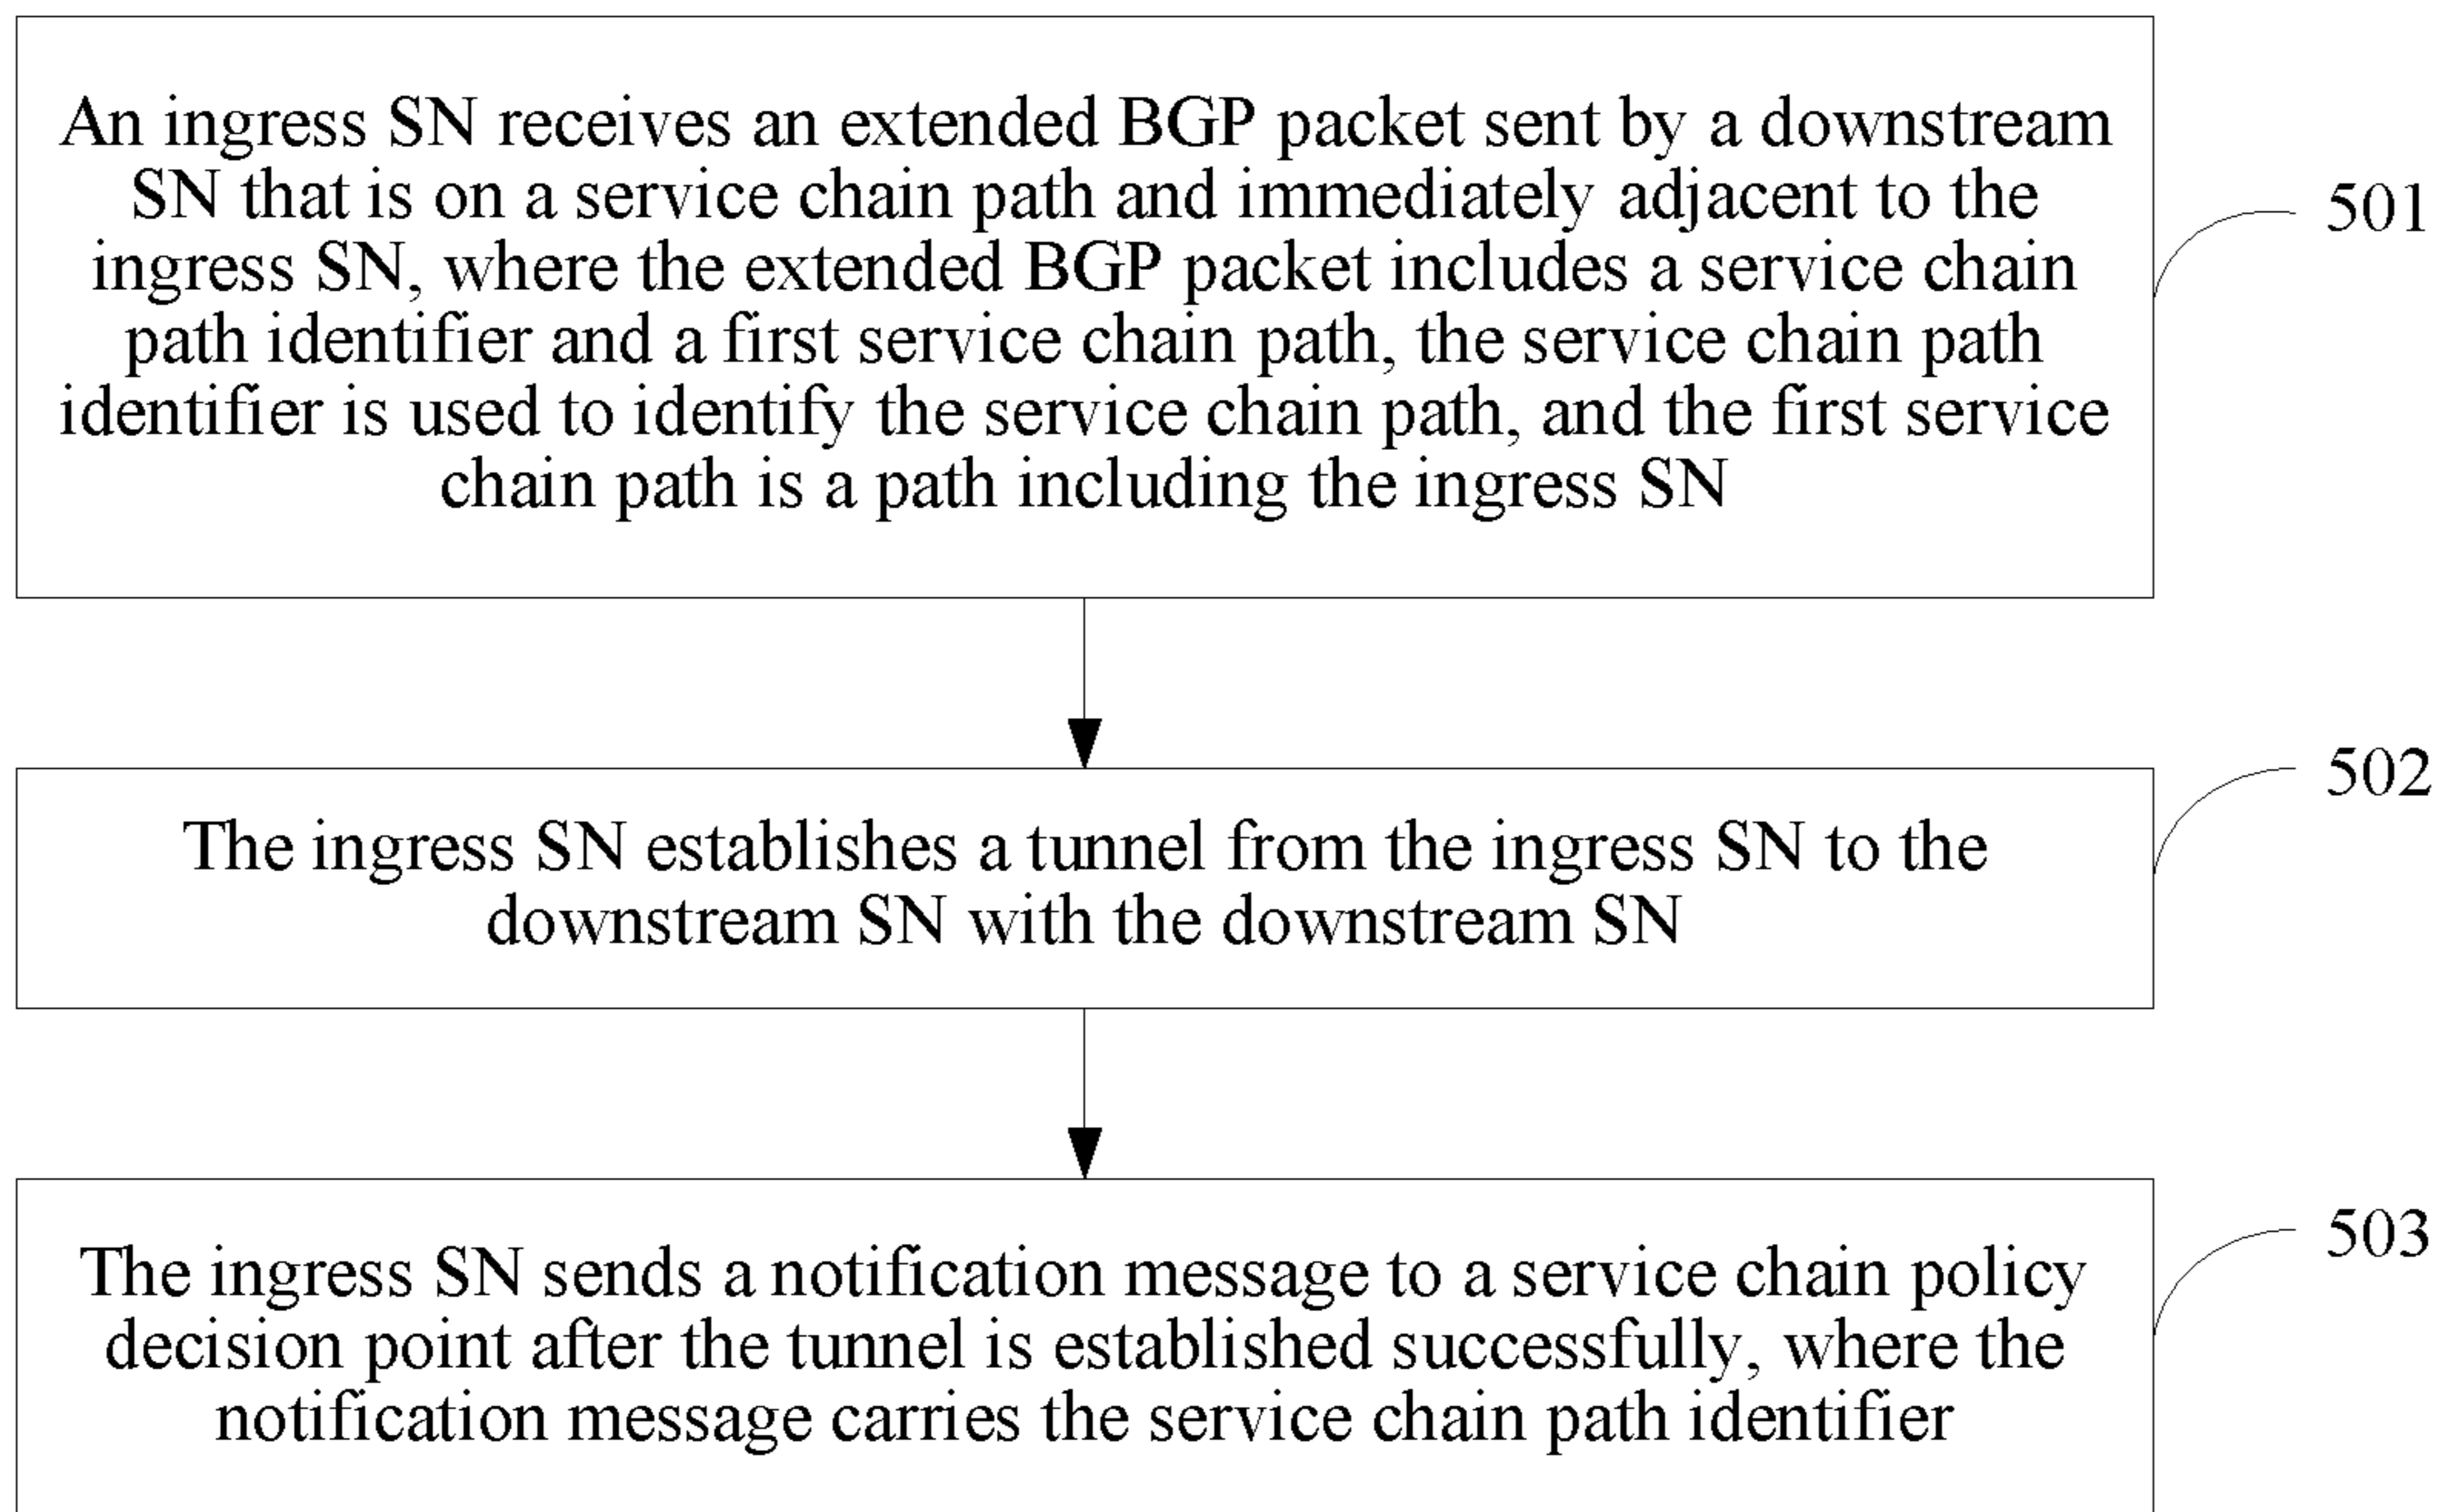 An ingress SN receives an extended BGP packet sent by a downstream
SN that is on a service chain path and immediately adjacent to the
ingress SN, where the extended BGP packet includes a service chain
path identifier and a first service chain path, the service chain path
identifier is used to identify the service chain path, and the first service
chain path is a path including the ingress SN
501
The ingress SN establishes a tunnel from the ingress SN to the
downstream SN with the downstream SN
502
The ingress SN sends a notification message to a service chain policy
decision point after the tunnel is established successfully, where the
notification message carries the service chain path identifier
503